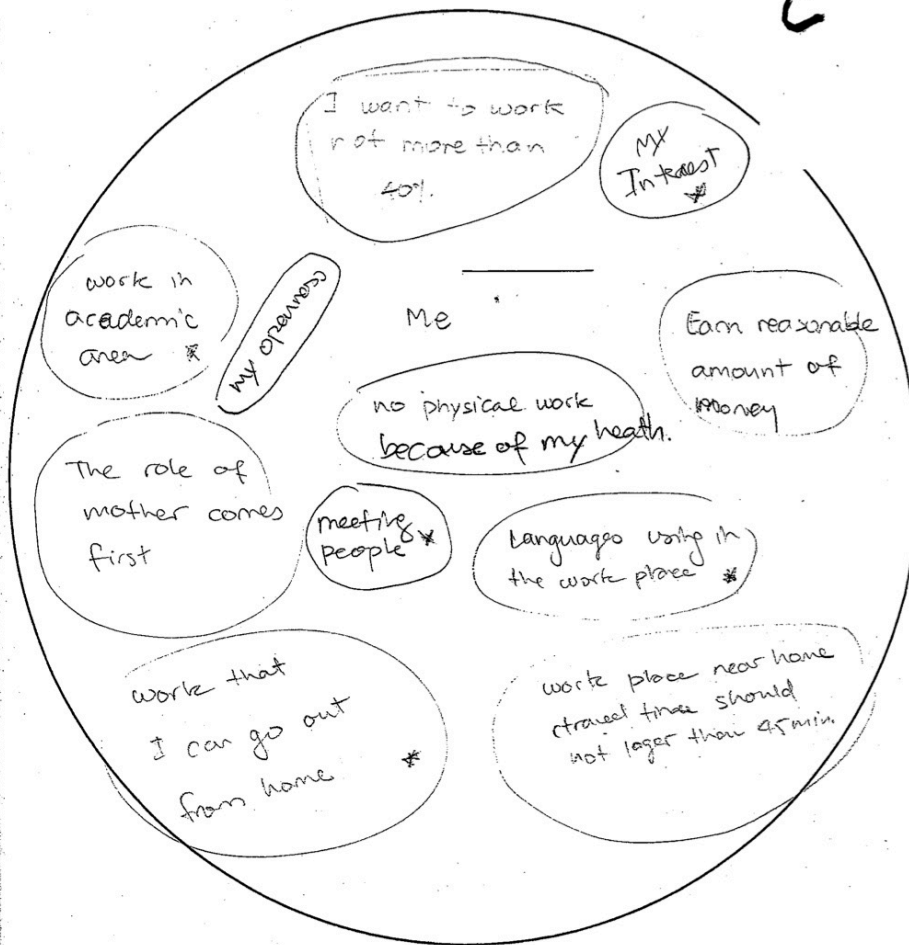 I want to work
not more than
40%.
My
Interest *
work in
academic
area *
my
Me
Earn reasonable
amount of
money
no physical work
because of my heath.
The role of
mother comes
first
meeting
people *
Languages using in
the work place *
work that
I can go out
from home *
work place near home
time should
not lager than 45min.